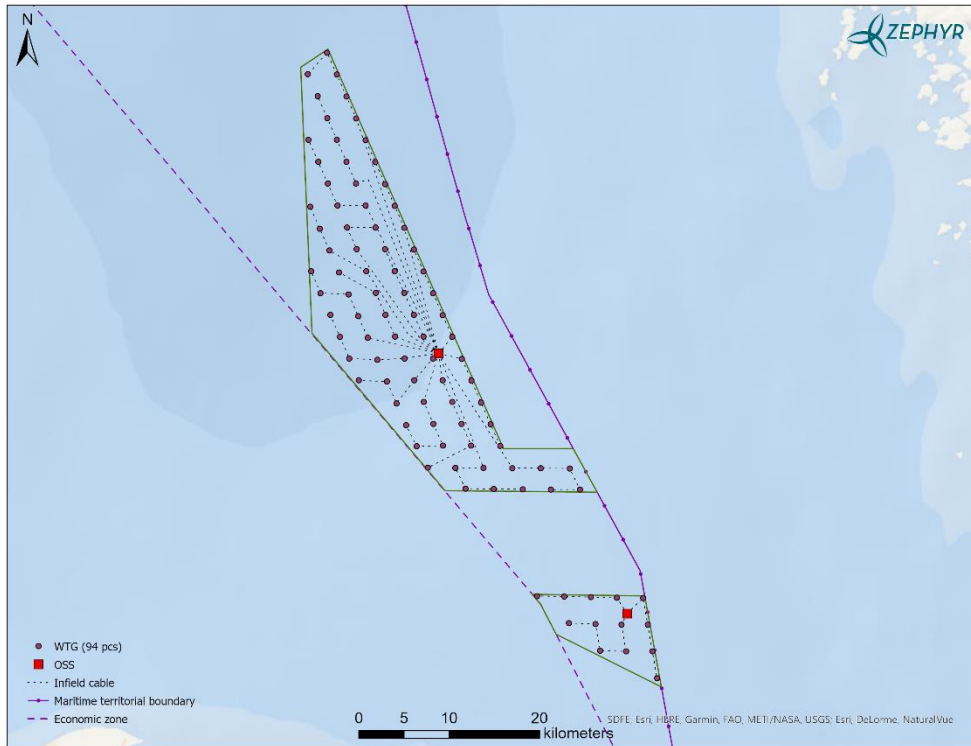 N
ZEPHYR
WTG (94 pcs)
OSS
Infield cable
Maritime territorial boundary
Economic zone
0 5 10 20
kilometers
SDFE, Esri, HERE, Garmin, FAO, METI/NASA, USGS; Esri, DeLorme, NaturalVue